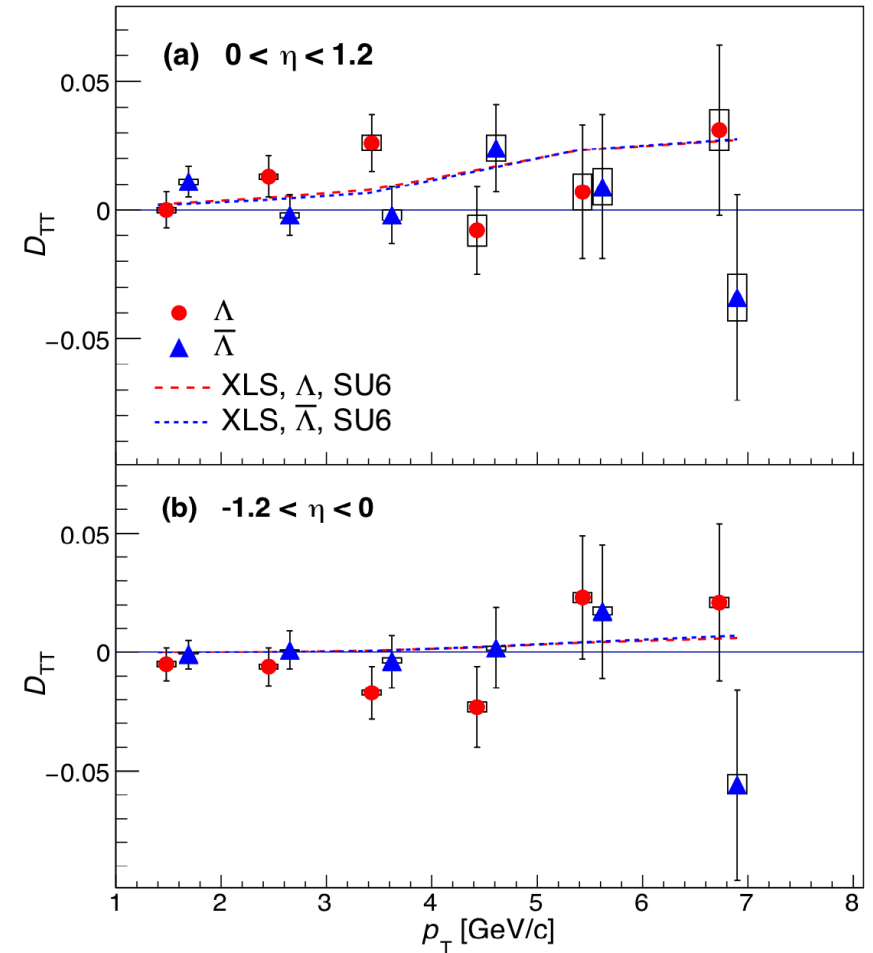 (a) 0 < η < 1.2
0.05
0
−0.05
D_TT
Λ
Λ̅
XLS, Λ, SU6
XLS, Λ̅, SU6
(b) -1.2 < η < 0
0.05
0
−0.05
D_TT
1 2 3 4 5 6 7 8
p_T [GeV/c]